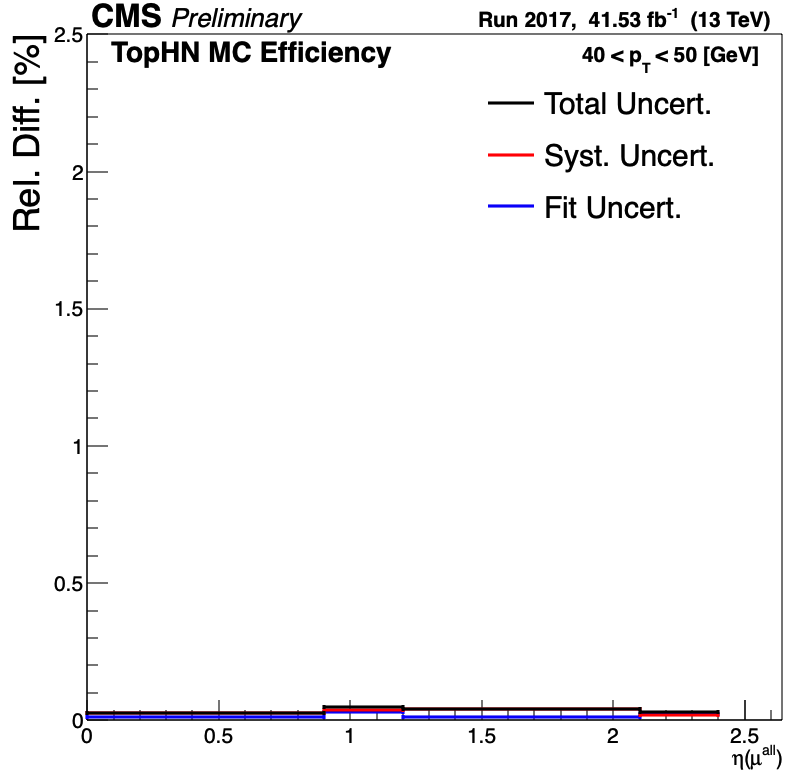 CMS Preliminary
Run 2017, 41.53 fb⁻¹ (13 TeV)
TopHN MC Efficiency
40 < p_T < 50 [GeV]
Rel. Diff. [%]
Total Uncert.
Syst. Uncert.
Fit Uncert.
2.5
2
1.5
1
0.5
0
0 0.5 1 1.5 2 2.5
η(μ^all)